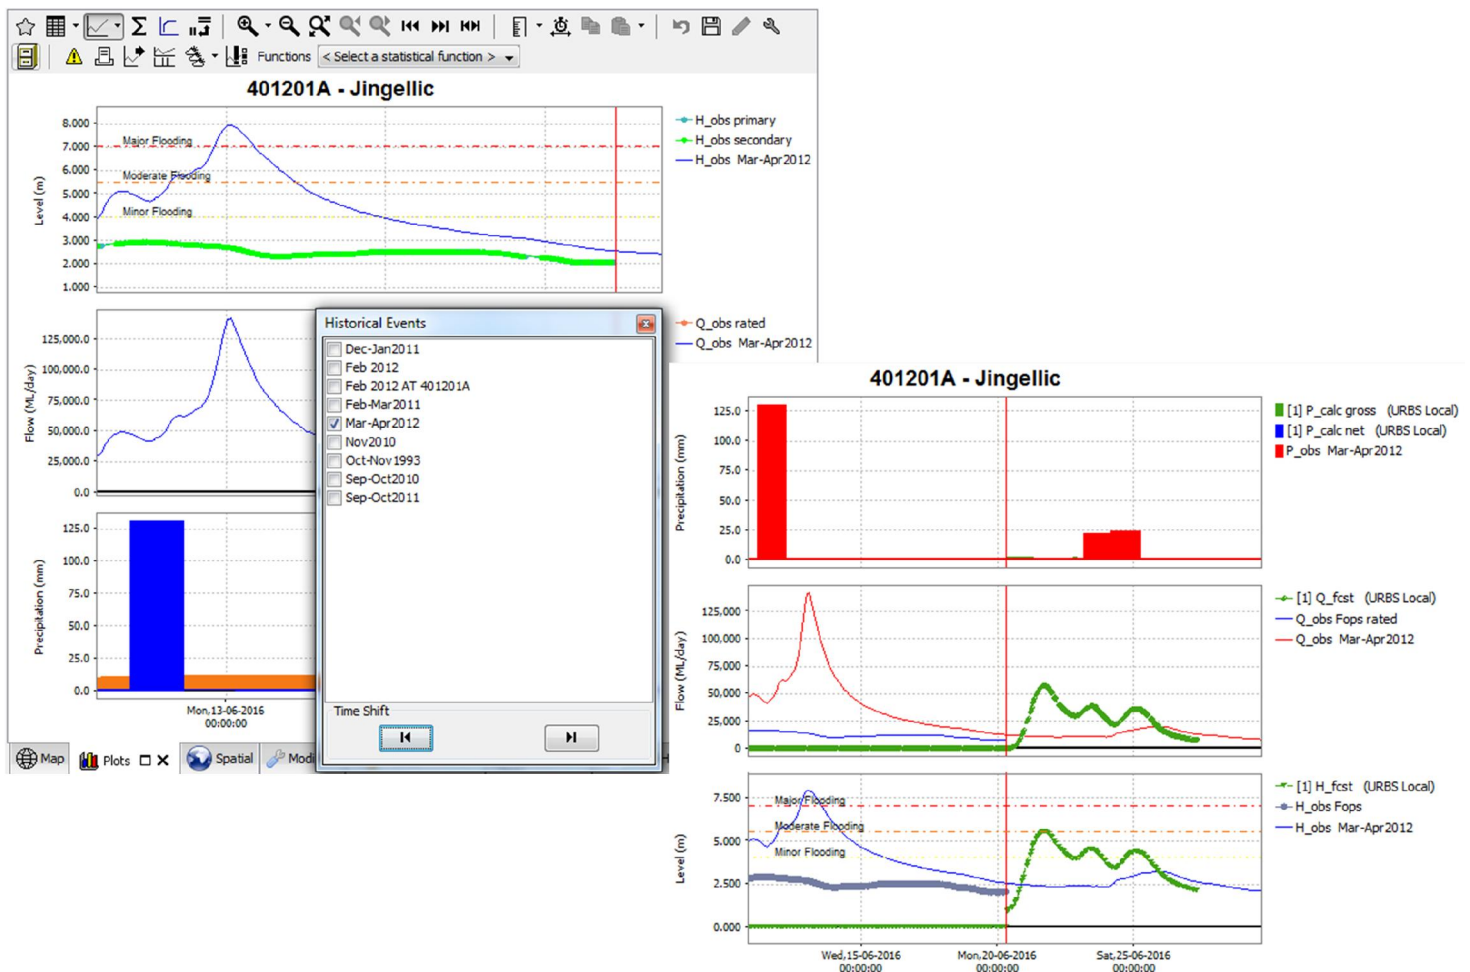 Functions < Select a statistical function >
401201A - Jingellic
8.000
7.000
6.000
5.000
4.000
3.000
2.000
1.000
Level (m)
Major Flooding
Moderate Flooding
Minor Flooding
H_obs primary
H_obs secondary
H_obs Mar-Apr2012
125,000.0
100,000.0
75,000.0
50,000.0
25,000.0
0.0
Flow (ML/day)
Q_obs rated
Q_obs Mar-Apr2012
125.0
100.0
75.0
50.0
25.0
0.0
Precipitation (mm)
Mon,13-06-2016
00:00:00
Map
Plots
Spatial
Modi
Historical Events
Dec-Jan2011
Feb 2012
Feb 2012 AT 401201A
Feb-Mar2011
Mar-Apr2012
Nov2010
Oct-Nov1993
Sep-Oct2010
Sep-Oct2011
Time Shift
401201A - Jingellic
125.0
100.0
75.0
50.0
25.0
0.0
Precipitation (mm)
[1] P_calc gross (URBS Local)
[1] P_calc net (URBS Local)
P_obs Mar-Apr2012
125,000
100,000
75,000
50,000
25,000
0
Flow (ML/day)
[1] Q_fcst (URBS Local)
Q_obs Fops rated
Q_obs Mar-Apr2012
7.500
5.000
2.500
0.000
Level (m)
Major Flooding
Moderate Flooding
Minor Flooding
[1] H_fcst (URBS Local)
H_obs Fops
H_obs Mar-Apr2012
Wed,15-06-2016
00:00:00
Mon,20-06-2016
00:00:00
Sat,25-06-2016
00:00:00